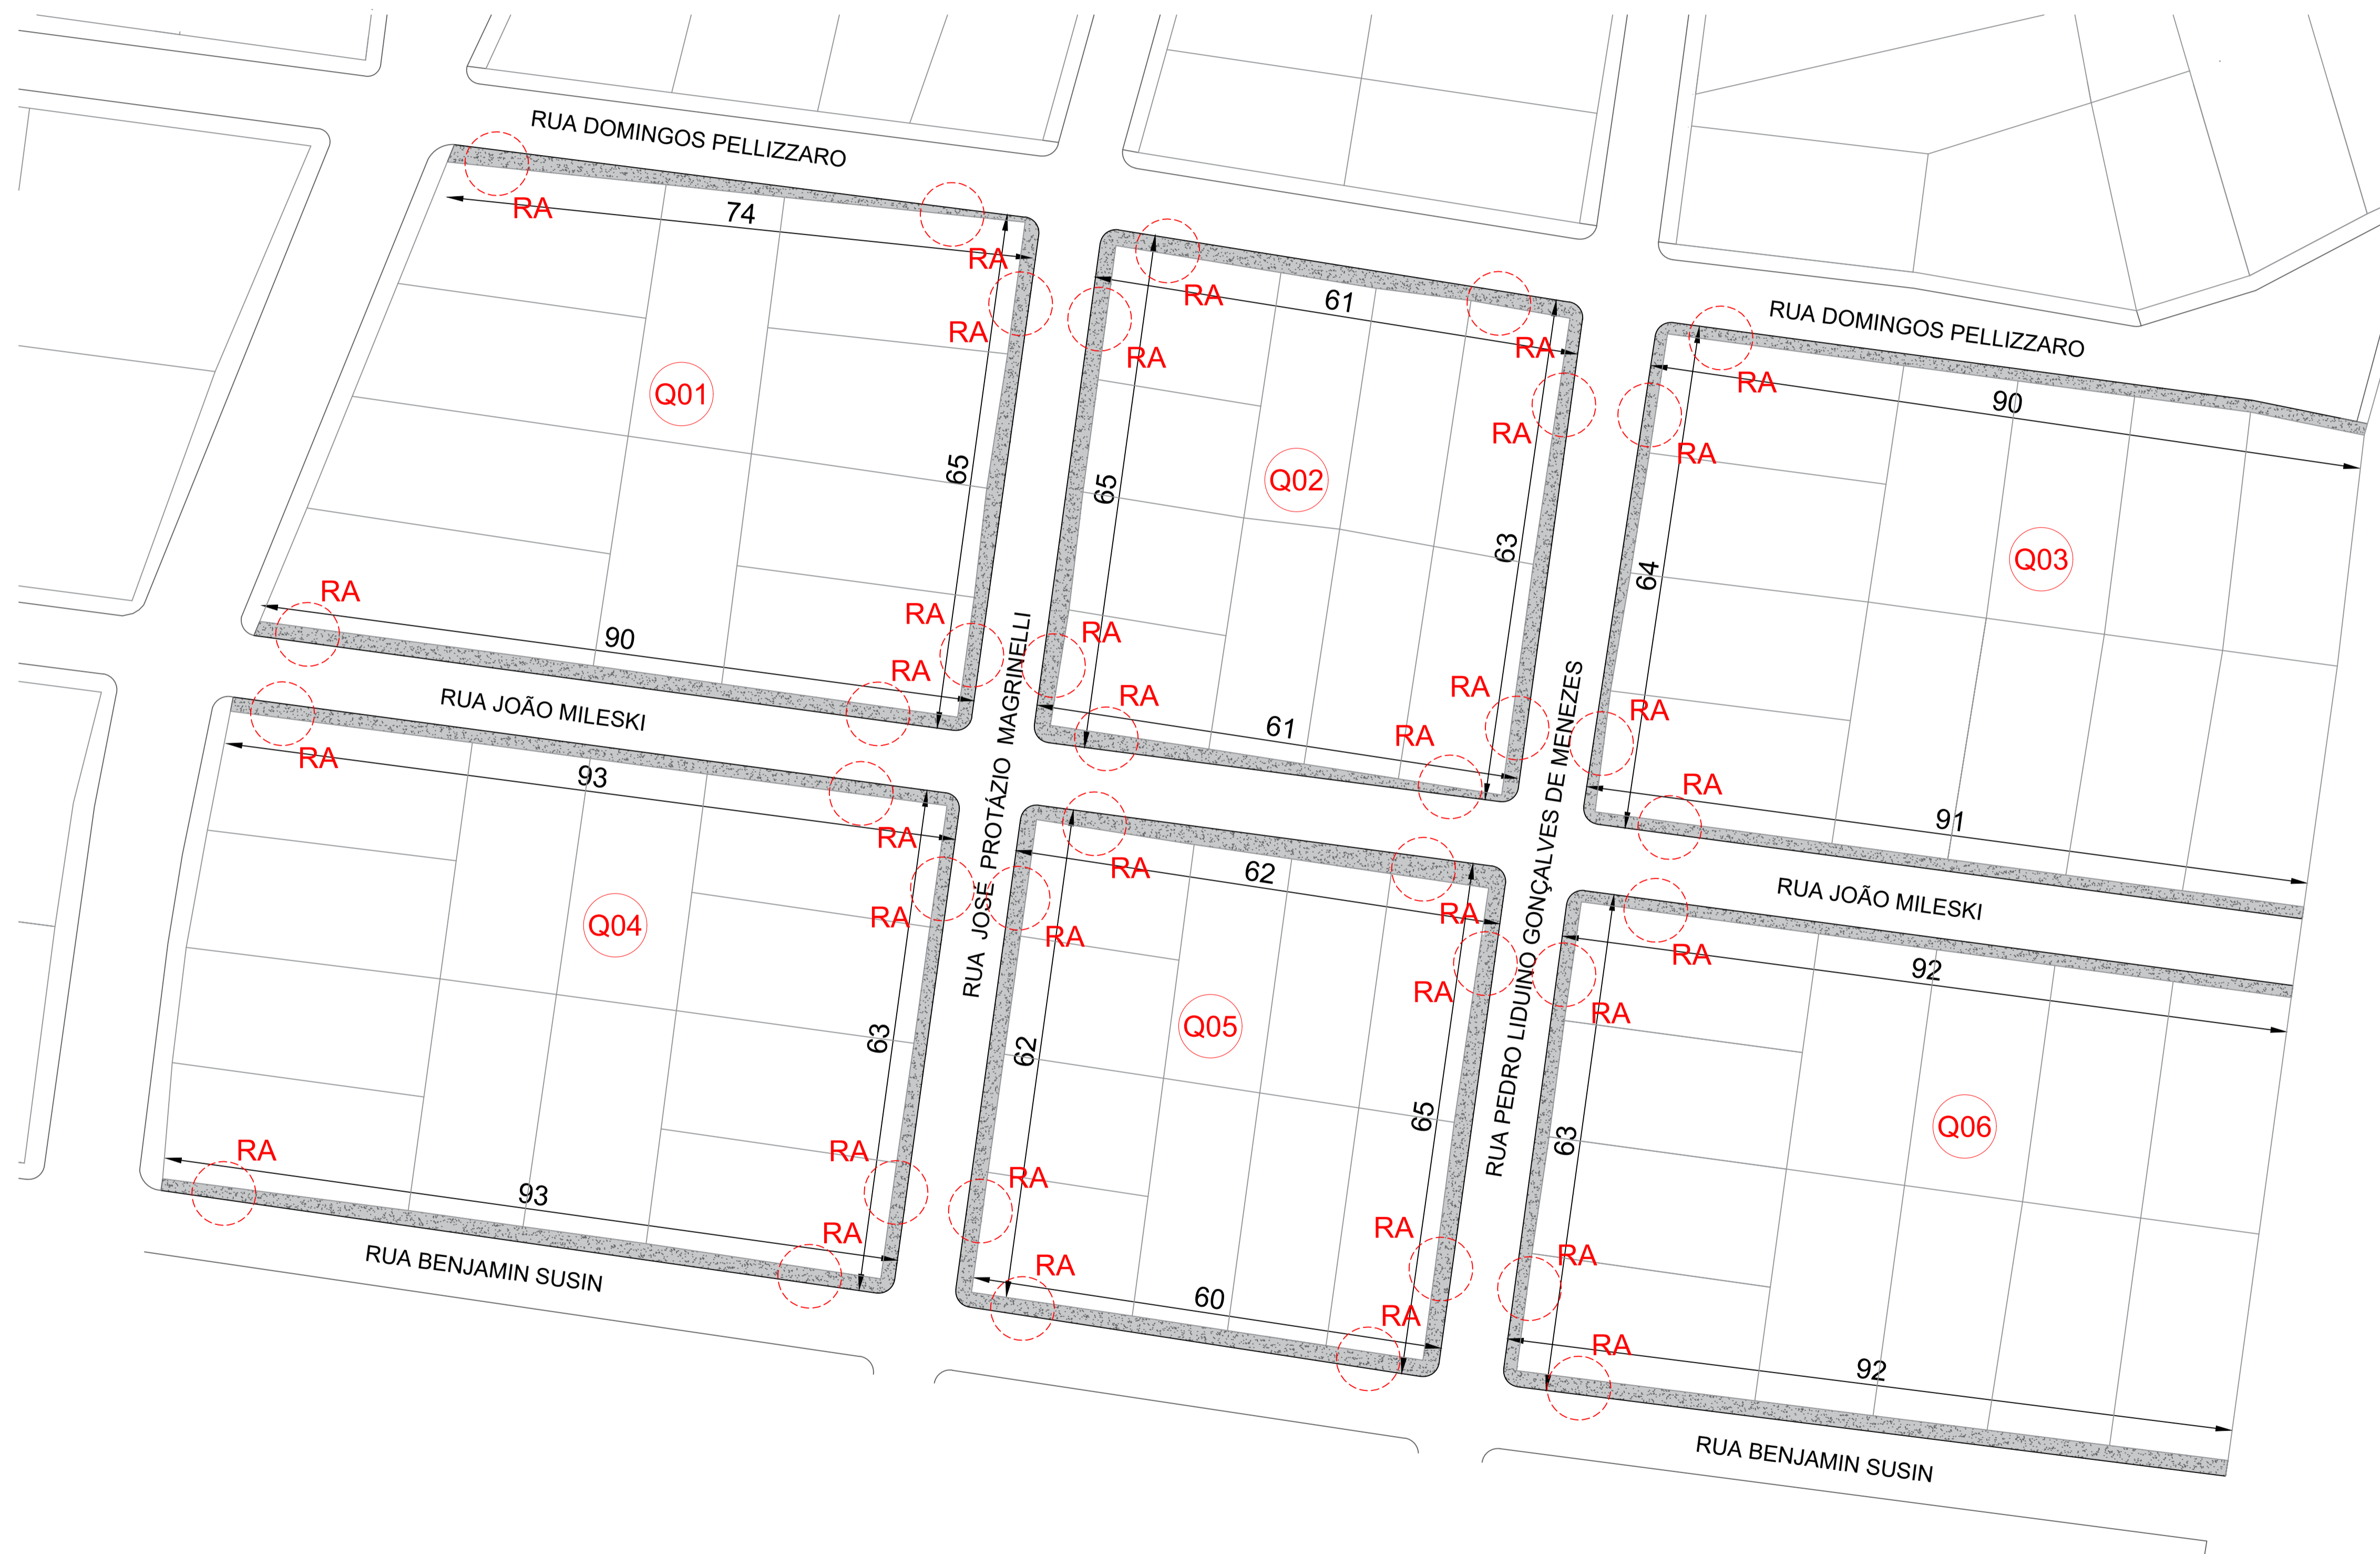 RUA DOMINGOS PELLIZZARO
RA
74
RA
RA
Q01
65
RA
90
RA
RA
RA
61
RA
RA
RA
Q02
65
63
RA
RA
61
RA
RA
RUA DOMINGOS PELLIZZARO
RA
90
RA
Q03
64
RA
RA
91
RUA JOÃO MILESKI
RUA JOSÉ PROTÁZIO MAGRINELLI
RUA PEDRO LIDUINO GONÇALVES DE MENEZES
RUA JOÃO MILESKI
RA
93
RA
RA
Q04
63
RA
RA
93
RA
RA
62
RA
RA
RA
Q05
62
65
RA
RA
RA
60
RA
RA
92
RA
Q06
63
RA
RA
92
RUA BENJAMIN SUSIN
RUA BENJAMIN SUSIN